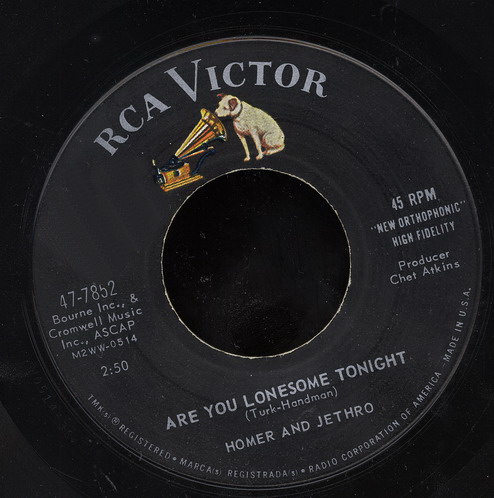 RCA VICTOR
45 RPM
"NEW ORTHOPHONIC"
HIGH FIDELITY
Producer
Chet Atkins
47-7852
Bourne Inc., &
Cromwell Music
Inc., ASCAP
M2WW-0514
2:50
ARE YOU LONESOME TONIGHT
(Turk-Handman)
HOMER AND JETHRO
TMK(s) ® REGISTERED • MARCA(s) REGISTRADA(s) • RADIO CORPORATION OF AMERICA • MADE IN U.S.A.